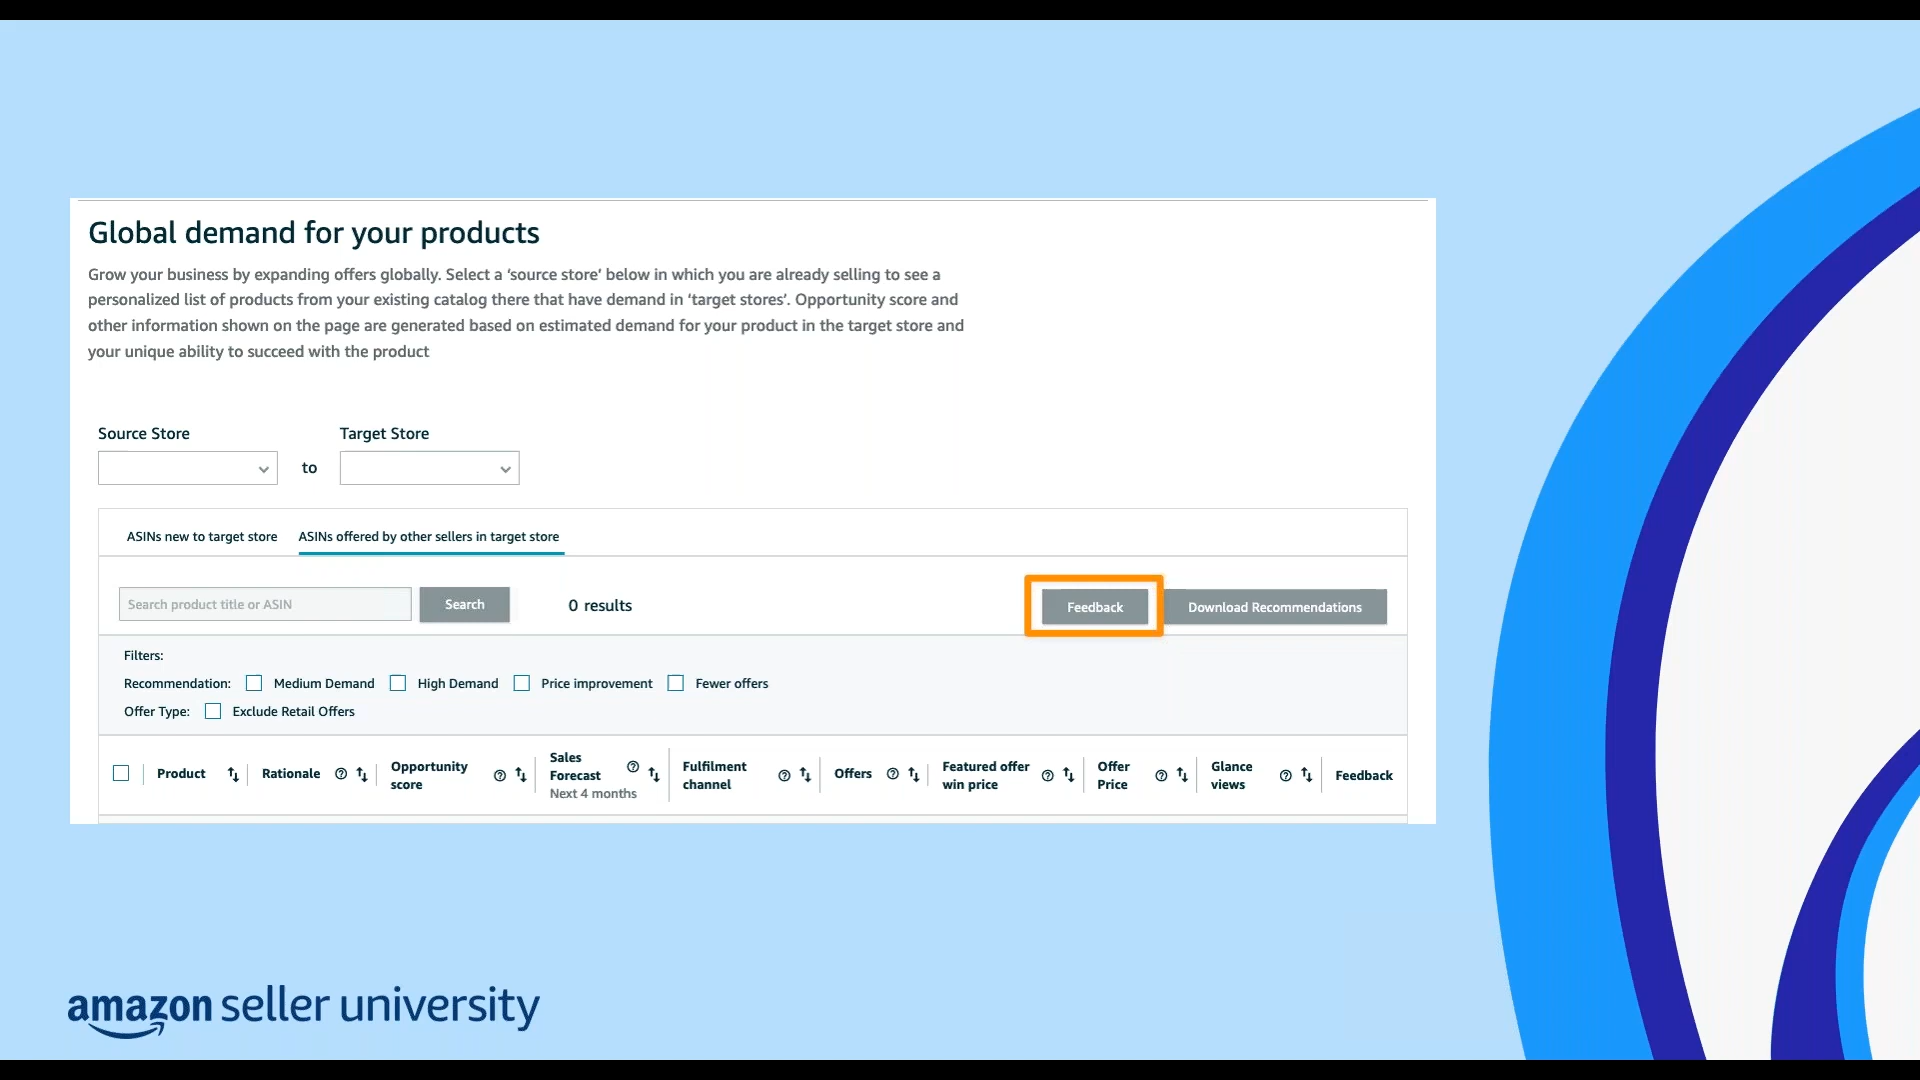 Global demand for your products
Grow your business by expanding offers globally. Select a ‘source store’ below in which you are already selling to see a
personalized list of products from your existing catalog there that have demand in ‘target stores’. Opportunity score and
other information shown on the page are generated based on estimated demand for your product in the target store and
your unique ability to succeed with the product
Source Store
Target Store
to
ASINs new to target store
ASINs offered by other sellers in target store
Search product title or ASIN
Search
0 results
Feedback
Download Recommendations
Filters:
Recommendation: Medium Demand High Demand Price improvement Fewer offers
Offer Type: Exclude Retail Offers
Product
Rationale
Opportunity
score
Sales
Forecast
Next 4 months
Fulfilment
channel
Offers
Featured offer
win price
Offer
Price
Glance
views
Feedback
amazon seller university